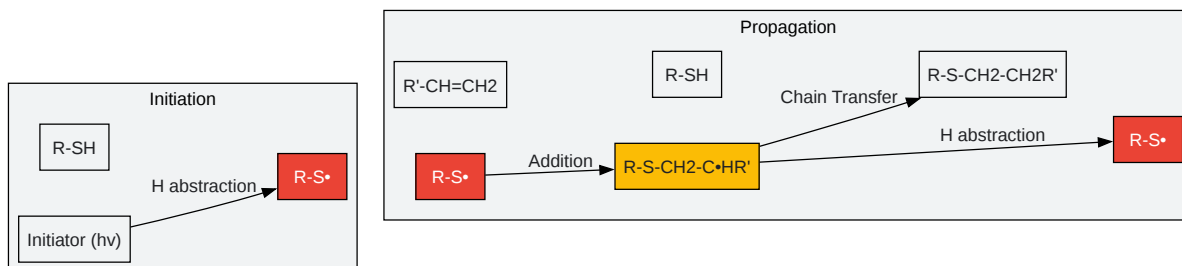 Initiation
R-SH
H abstraction
R-S•
Initiator (hv)
Propagation
R'-CH=CH2
R-SH
R-S-CH2-CH2R'
Chain Transfer
H abstraction
R-S•
Addition
R-S•
R-S-CH2-C•HR'